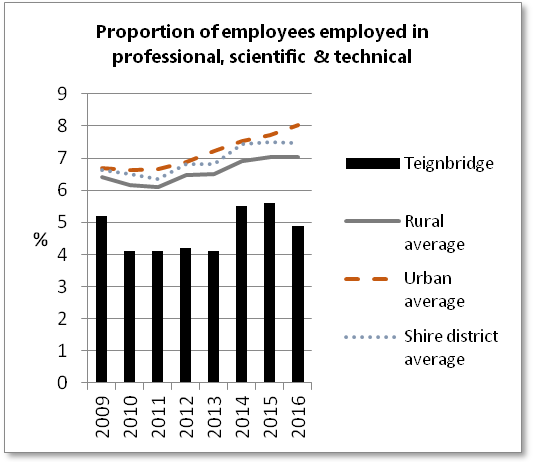 Proportion of employees employed in
professional, scientific & technical
9
8
7
6
5
4
3
2
1
0
%
2009
2010
2011
2012
2013
2014
2015
2016
Teignbridge
Rural
average
Urban
average
Shire district
average